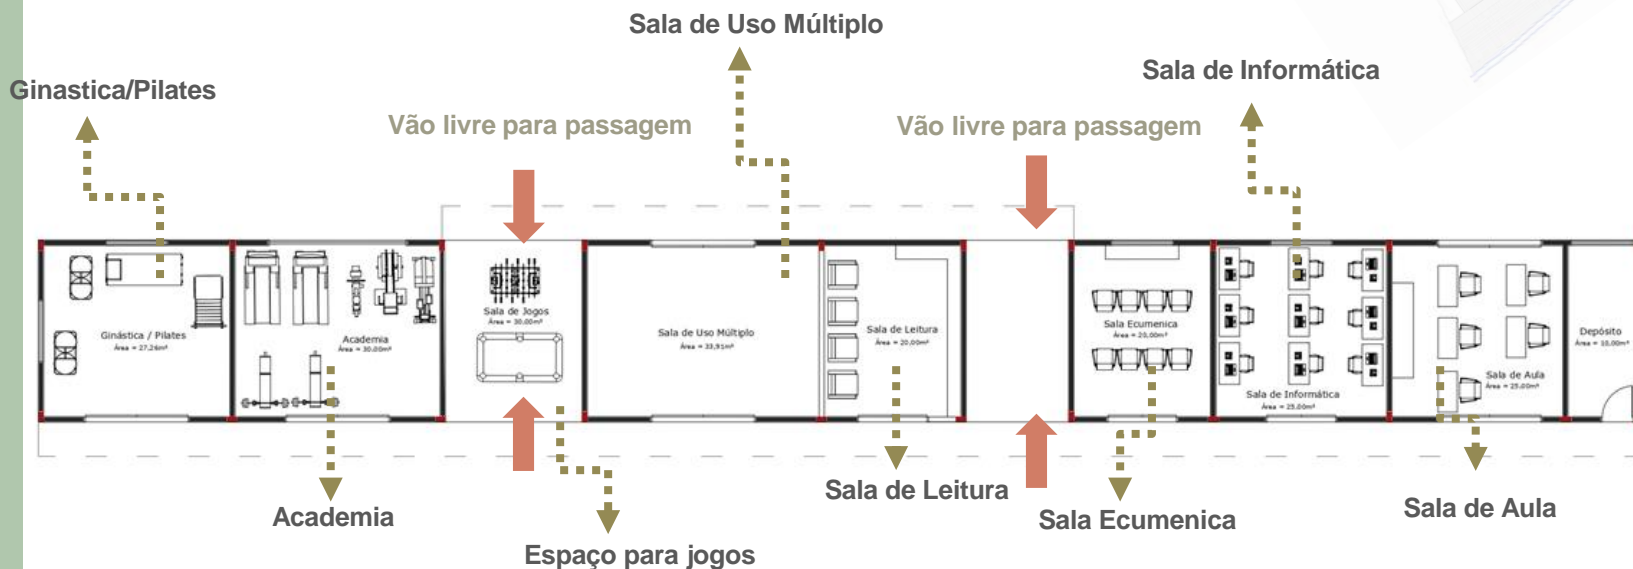 Sala de Uso Múltiplo
Sala de Informática
Ginastica/Pilates
Vão livre para passagem
Vão livre para passagem
Ginástica / Pilates
Área = 27,26m²
Academia
Área = 30,00m²
Sala de Jogos
Área = 30,00m²
Sala de Uso Múltiplo
Área = 33,91m²
Sala de Leitura
Área = 20,00m²
Sala Ecumenica
Área = 20,00m²
Sala de Informática
Área = 25,00m²
Sala de Aula
Área = 25,00m²
Depósito
Área = 10,00m²
Academia
Espaço para jogos
Sala de Leitura
Sala Ecumenica
Sala de Aula